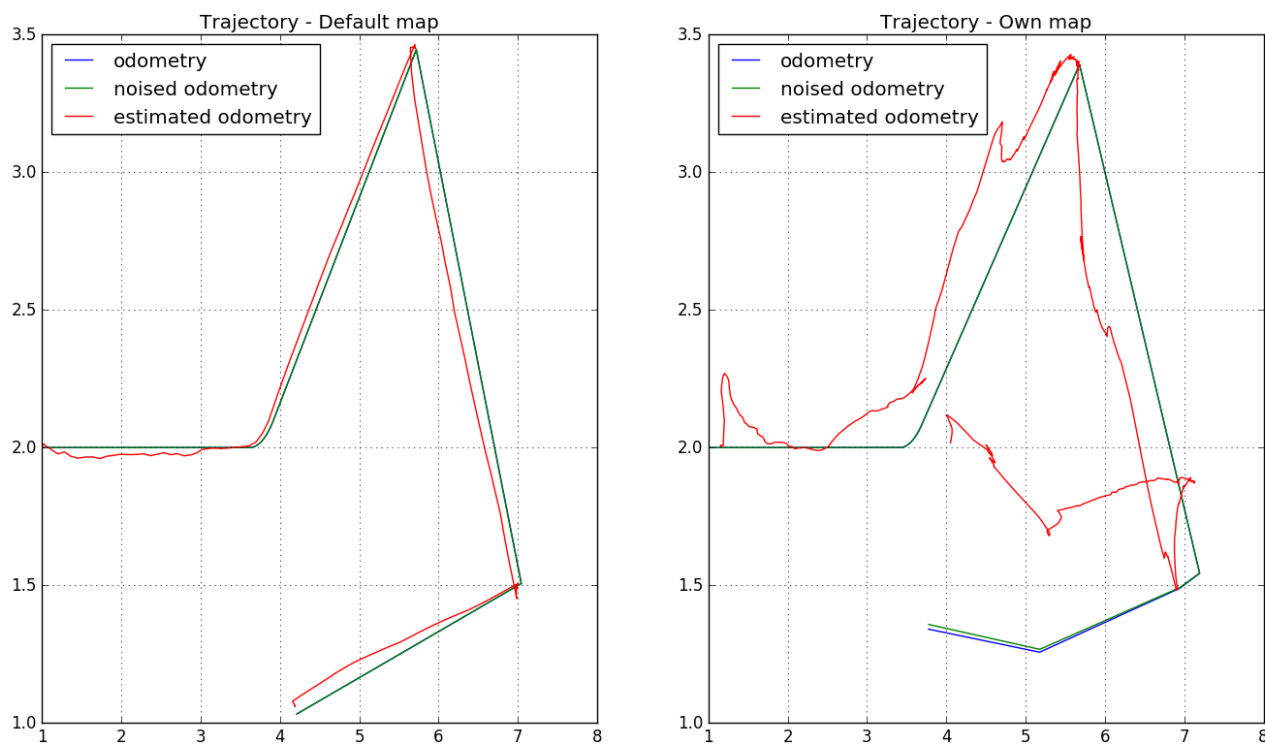 Trajectory - Default map
3.5
3.0
2.5
2.0
1.5
1.0
1 2 3 4 5 6 7 8
odometry
noised odometry
estimated odometry
Trajectory - Own map
3.5
3.0
2.5
2.0
1.5
1.0
1 2 3 4 5 6 7 8
odometry
noised odometry
estimated odometry